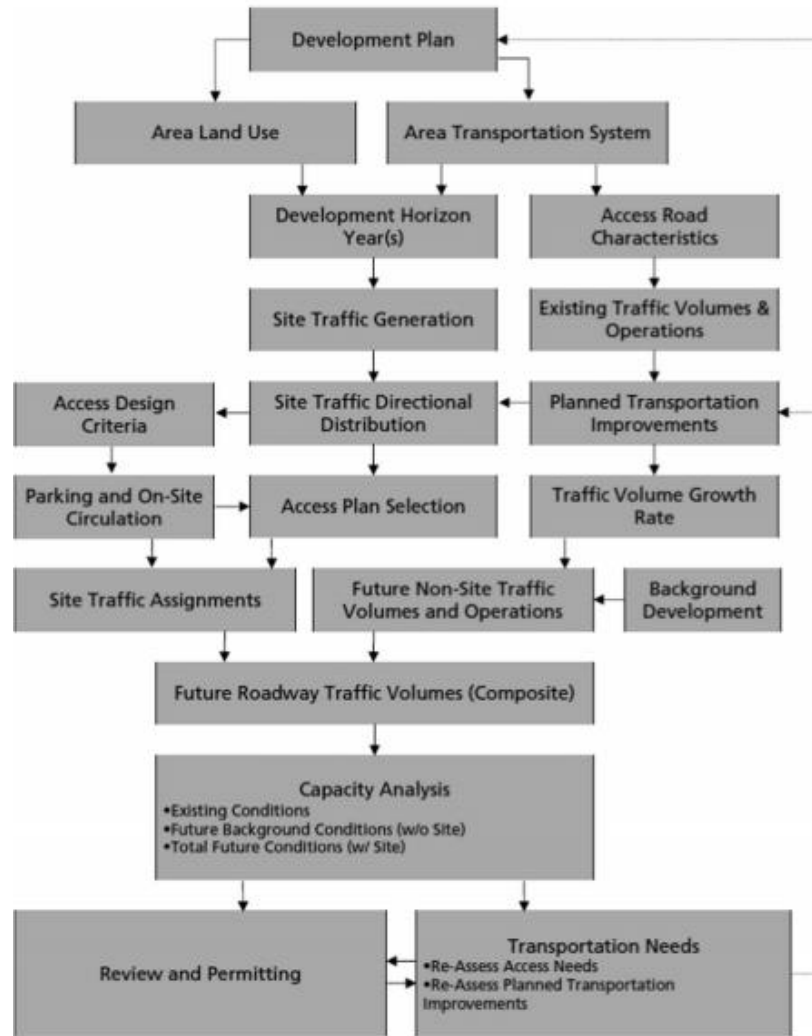 Development Plan
Area Land Use
Area Transportation System
Development Horizon
Year(s)
Access Road
Characteristics
Site Traffic Generation
Existing Traffic Volumes &
Operations
Access Design
Criteria
Site Traffic Directional
Distribution
Planned Transportation
Improvements
Parking and On-Site
Circulation
Access Plan Selection
Traffic Volume Growth
Rate
Site Traffic Assignments
Future Non-Site Traffic
Volumes and Operations
Background
Development
Future Roadway Traffic Volumes (Composite)
Capacity Analysis
•Existing Conditions
•Future Background Conditions (w/o Site)
•Total Future Conditions (w/ Site)
Review and Permitting
Transportation Needs
•Re-Assess Access Needs
•Re-Assess Planned Transportation
Improvements